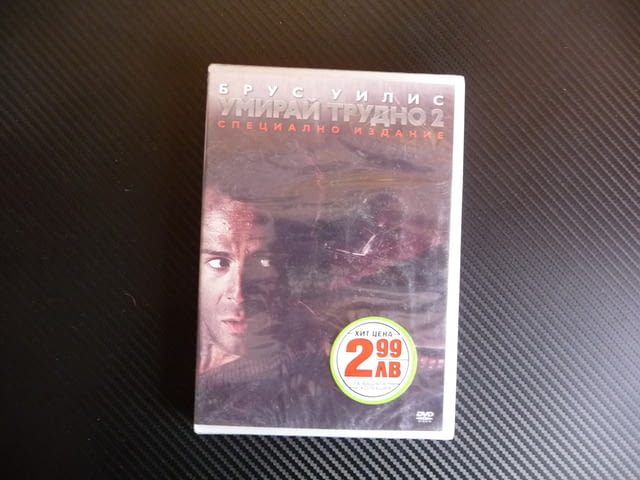 БРУС УИЛИС
УМИРАЙ ТРУДНО 2
СПЕЦИАЛНО ИЗДАНИЕ
ХИТ ЦЕНА
2 99
ЛВ
DVD